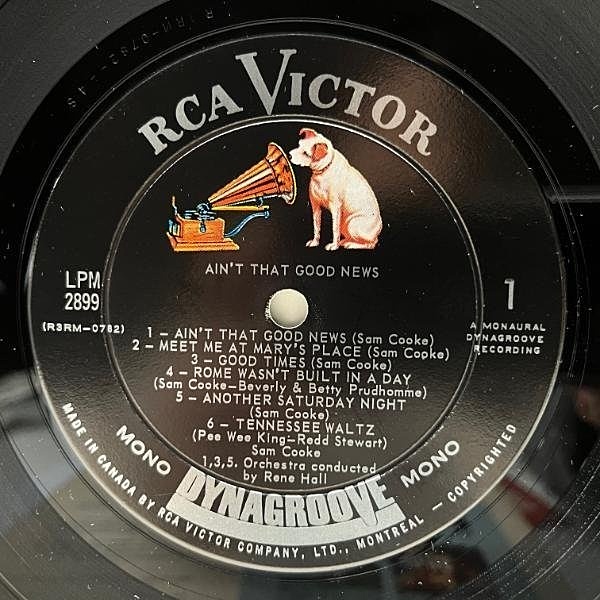 RCA VICTOR
AIN'T THAT GOOD NEWS
LPM
2899
(R3RM-0762)
1
A MONAURAL
DYNAGROOVE
RECORDING
1 – AIN'T THAT GOOD NEWS (Sam Cooke)
2 – MEET ME AT MARY'S PLACE (Sam Cooke)
3 – GOOD TIMES (Sam Cooke)
4 – ROME WASN'T BUILT IN A DAY
(Sam Cooke–Beverly & Betty Prudhomme)
5 – ANOTHER SATURDAY NIGHT
(Sam Cooke)
6 – TENNESSEE WALTZ
(Pee Wee King–Redd Stewart)
Sam Cooke
1,3,5. Orchestra conducted
by Rene Hall
MONO
DYNAGROOVE
MONO
MADE IN CANADA BY RCA VICTOR COMPANY, LTD., MONTREAL – COPYRIGHTED